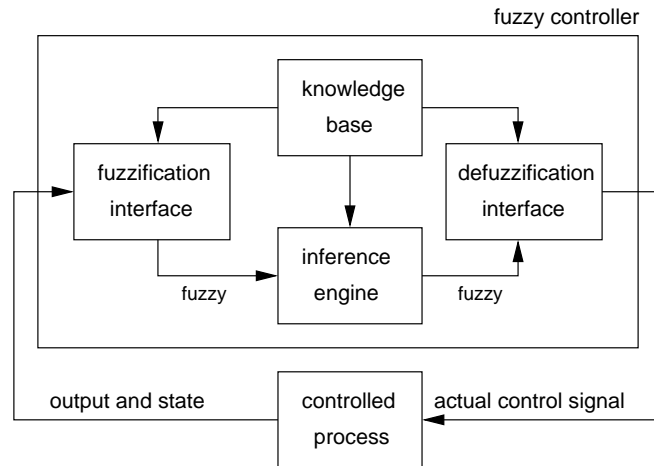 fuzzy controller
knowledge
base
fuzzification
interface
defuzzification
interface
inference
engine
fuzzy
fuzzy
output and state
controlled
process
actual control signal